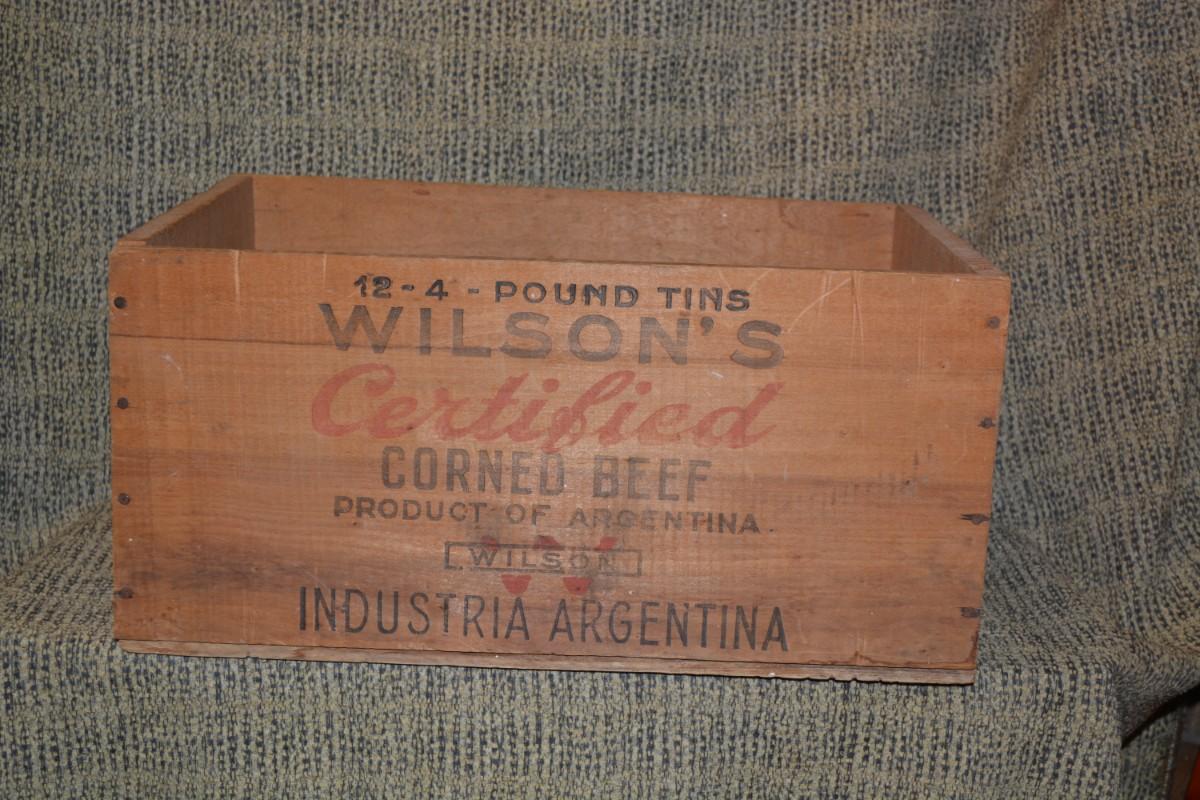 12-4-POUND TINS
WILSON'S
Certified
CORNED BEEF
PRODUCT OF ARGENTINA.
WILSON
INDUSTRIA ARGENTINA